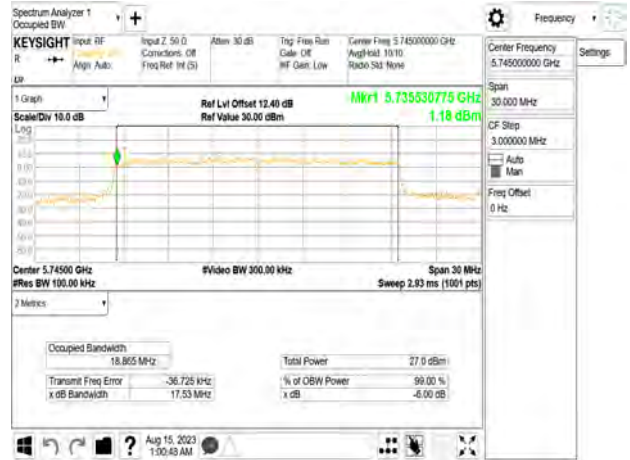 Spectrum Analyzer 1
Occupied BW
Frequency
KEYSIGHT
Input: RF
R
Align: Auto
Input Z: 50 Ω
Corrections: Off
Freq Ref: Int (S)
Atten: 30 dB
Trig: Free Run
Gate: Off
#IF Gain: Low
Center Freq: 5.745000000 GHz
Avg|Hold: 10/10
Radio Std: None
Center Frequency
5.745000000 GHz
Settings
Span
30.000 MHz
CF Step
3.000000 MHz
Auto
Man
Freq Offset
0 Hz
1 Graph
Scale/Div 10.0 dB
Log
Ref Lvl Offset 12.40 dB
Ref Value 30.00 dBm
Mkr1 5.735530775 GHz
1.18 dBm
Center 5.74500 GHz
#Res BW 100.00 kHz
#Video BW 300.00 kHz
Span 30 MHz
Sweep 2.93 ms (1001 pts)
2 Metrics
Occupied Bandwidth
18.865 MHz
Total Power
27.0 dBm
Transmit Freq Error
-36.725 kHz
% of OBW Power
99.00 %
x dB Bandwidth
17.53 MHz
x dB
-6.00 dB
?
Aug 15, 2023
1:00:43 AM